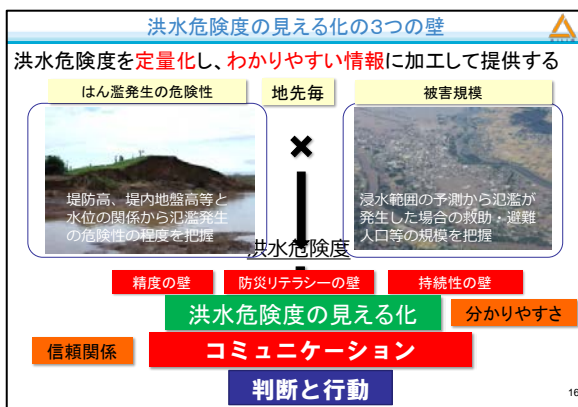 洪水危険度の見える化の3つの壁
洪水危険度を定量化し、わかりやすい情報に加工して提供する
はん濫発生の危険性
地先毎
被害規模
×
堤防高、堤内地盤高等と
水位の関係から氾濫発生
の危険性の程度を把握
浸水範囲の予測から氾濫が
発生した場合の救助・避難
人口等の規模を把握
洪水危険度
精度の壁
防災リテラシーの壁
持続性の壁
洪水危険度の見える化
分かりやすさ
信頼関係
コミュニケーション
判断と行動
16